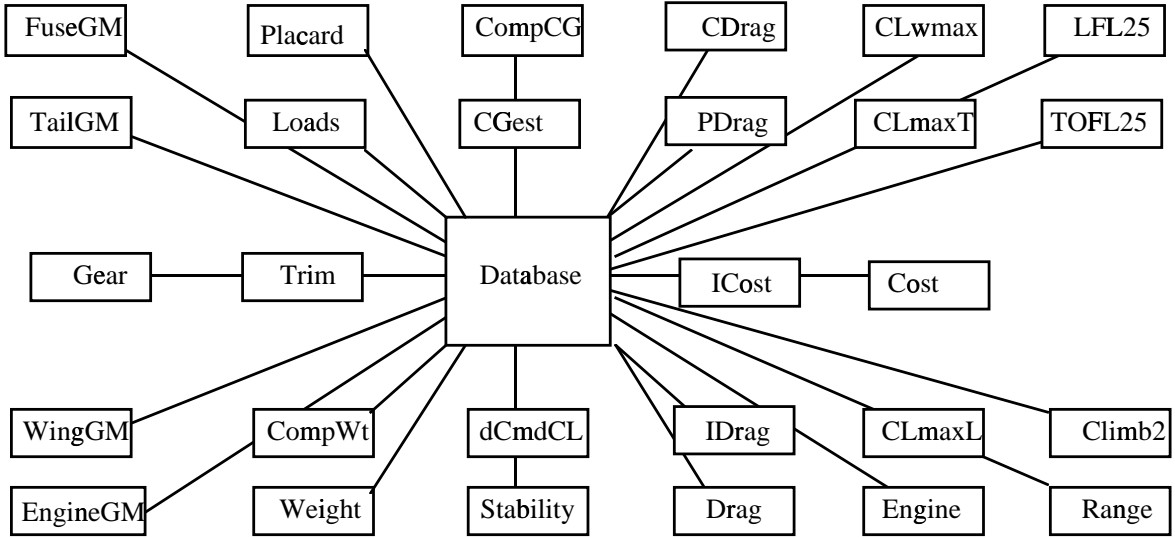 FuseGM
Placard
CompCG
CDrag
CLwmax
LFL25
TailGM
Loads
CGest
PDrag
CLmaxT
TOFL25
Gear
Trim
Database
ICost
Cost
WingGM
CompWt
dCmdCL
IDrag
CLmaxL
Climb2
EngineGM
Weight
Stability
Drag
Engine
Range